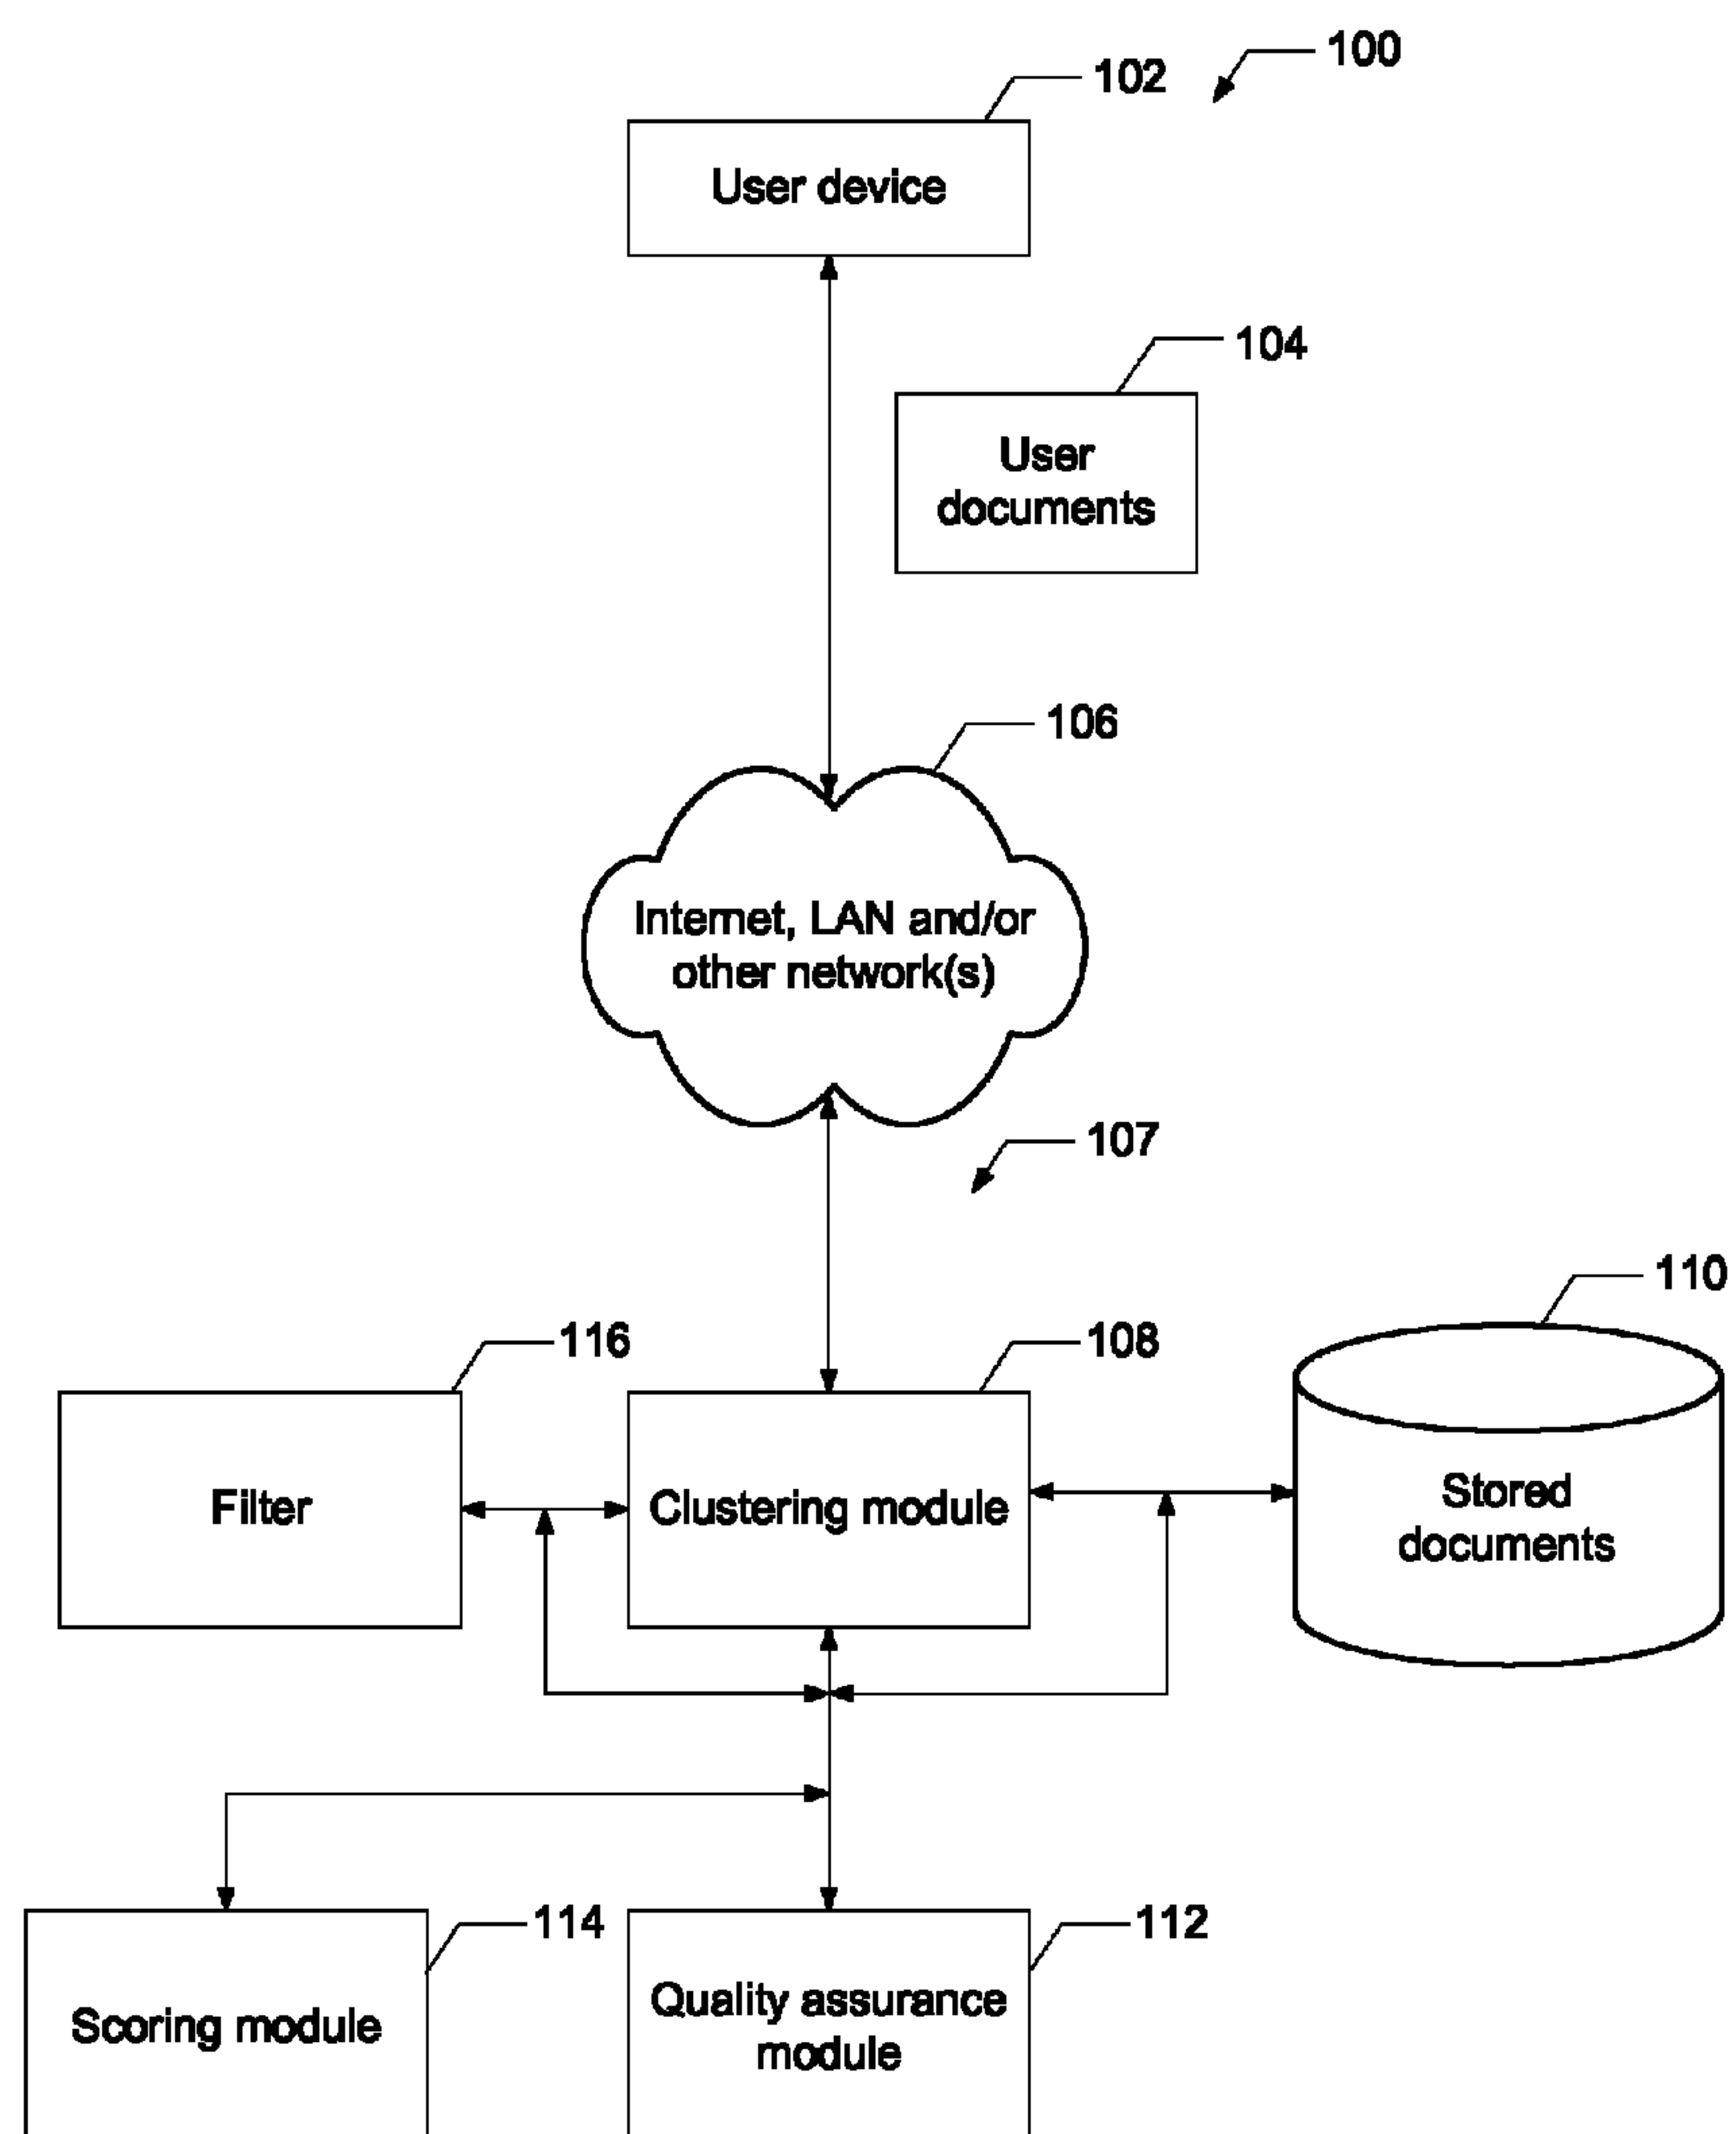 100
102
User device
104
User
documents
106
Internet, LAN and/or
other network(s)
107
110
116
108
Filter
Clustering module
Stored
documents
114
112
Scoring module
Quality assurance
module